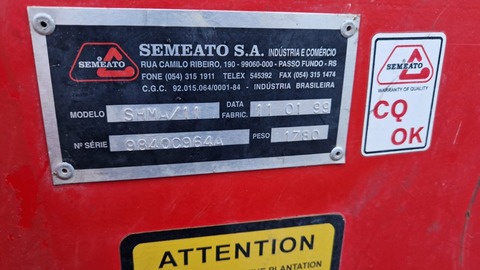 SEMEATO
SEMEATO S.A. INDÚSTRIA E COMÉRCIO
RUA CAMILO RIBEIRO, 190 - 99060-000 - PASSO FUNDO - RS
FONE (054) 315 1911 TELEX 545392 FAX (054) 315 1474
C.G.C. 92.015.064/0001-84 - INDÚSTRIA BRASILEIRA
MODELO SHMA/11 DATA FABRIC. 11 01 99
Nº SÉRIE 9840C964A PESO 1780
SEMEATO
WARRANTY OF QUALITY
CQ
OK
ATTENTION
THE PLANTATION